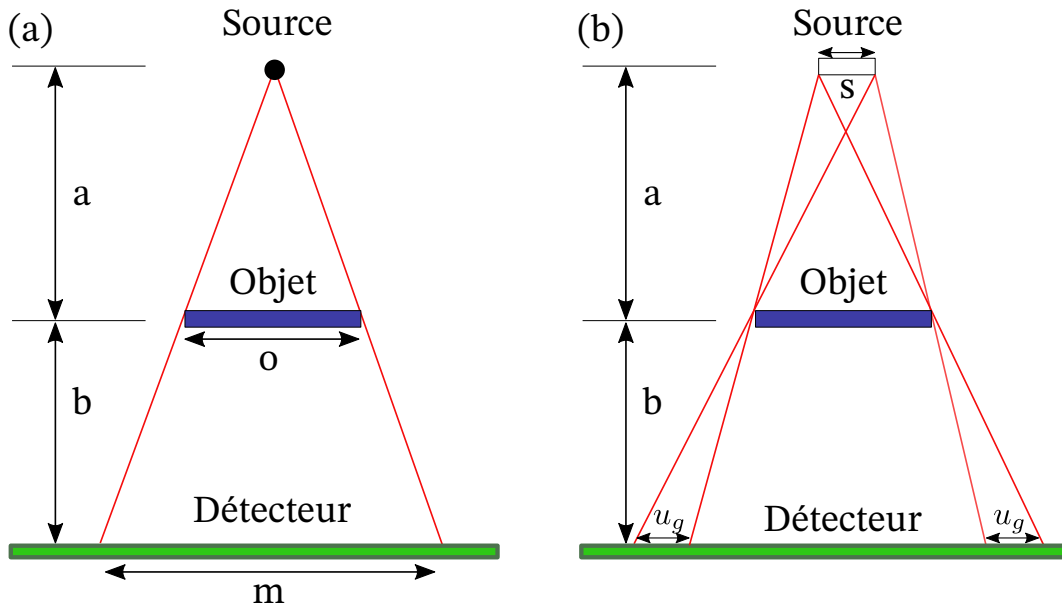 (a)
Source
a
Objet
o
b
Détecteur
m
(b)
Source
s
a
Objet
b
u_g
Détecteur
u_g